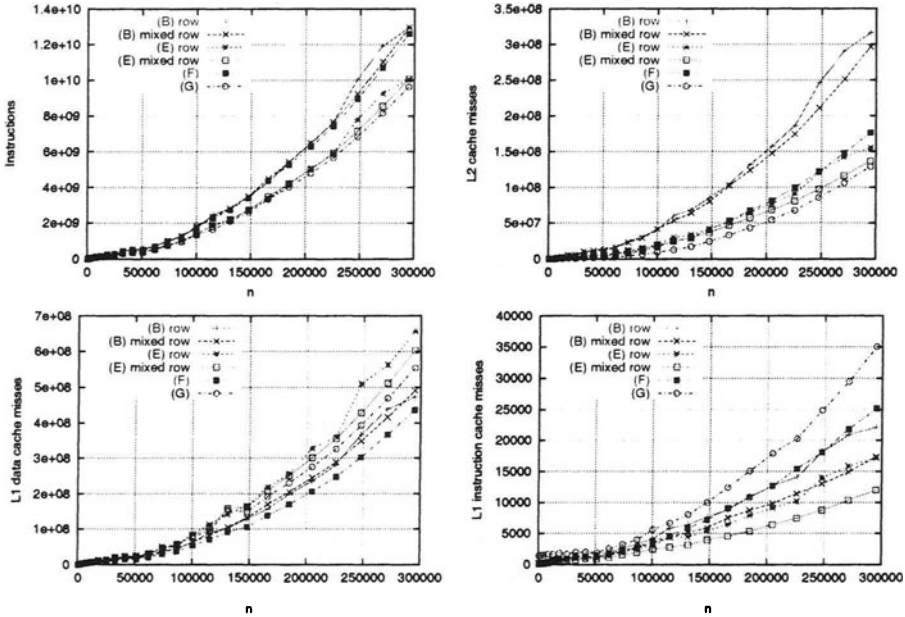 1.4e+10
1.2e+10
1e+10
8e+09
6e+09
4e+09
2e+09
0
Instructions
(B) row
(B) mixed row
(E) row
(E) mixed row
(F)
(G)
0 50000 100000 150000 200000 250000 300000
n
3.5e+08
3e+08
2.5e+08
2e+08
1.5e+08
1e+08
5e+07
0
L2 cache misses
(B) row
(B) mixed row
(E) row
(E) mixed row
(F)
(G)
0 50000 100000 150000 200000 250000 300000
n
7e+08
6e+08
5e+08
4e+08
3e+08
2e+08
1e+08
0
L1 data cache misses
(B) row
(B) mixed row
(E) row
(E) mixed row
(F)
(G)
0 50000 100000 150000 200000 250000 300000
n
40000
35000
30000
25000
20000
15000
10000
5000
0
L1 instruction cache misses
(B) row
(B) mixed row
(E) row
(E) mixed row
(F)
(G)
0 50000 100000 150000 200000 250000 300000
n